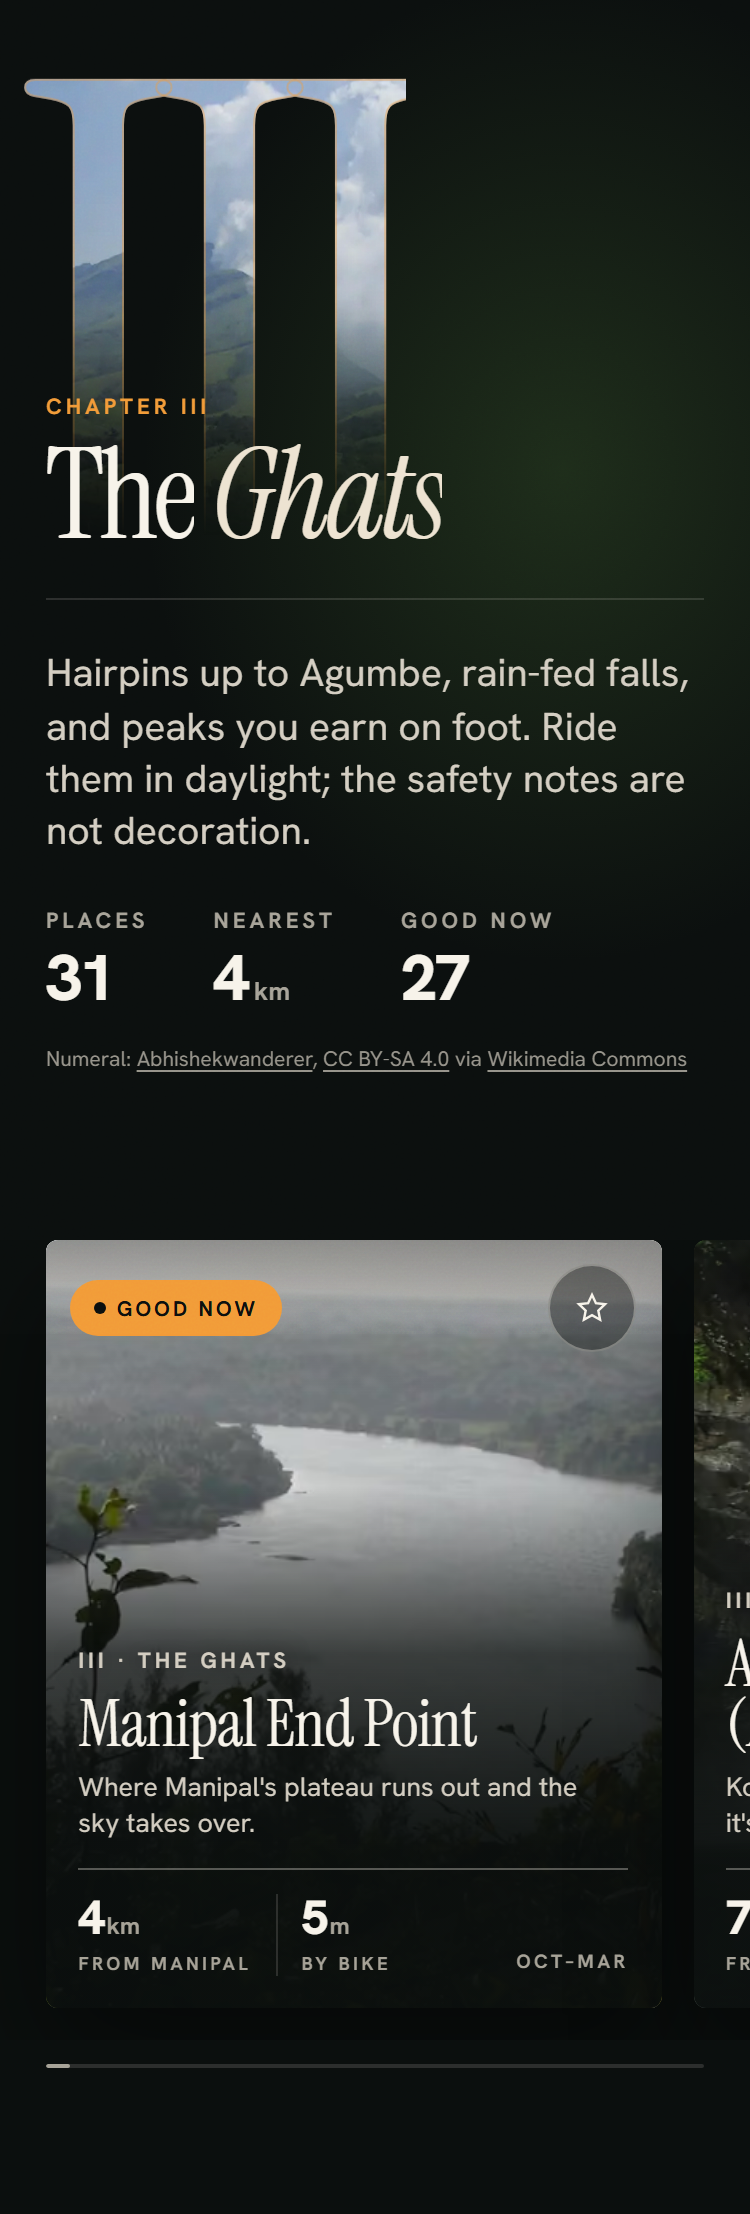 III
CHAPTER III
The Ghats
Hairpins up to Agumbe, rain-fed falls,
and peaks you earn on foot. Ride
them in daylight; the safety notes are
not decoration.
PLACES NEAREST GOOD NOW
31 4 km 27
Numeral: Abhishekwanderer, CC BY-SA 4.0 via Wikimedia Commons
GOOD NOW
III · THE GHATS
Manipal End Point
Where Manipal's plateau runs out and the
sky takes over.
4km 5m
FROM MANIPAL BY BIKE OCT–MAR